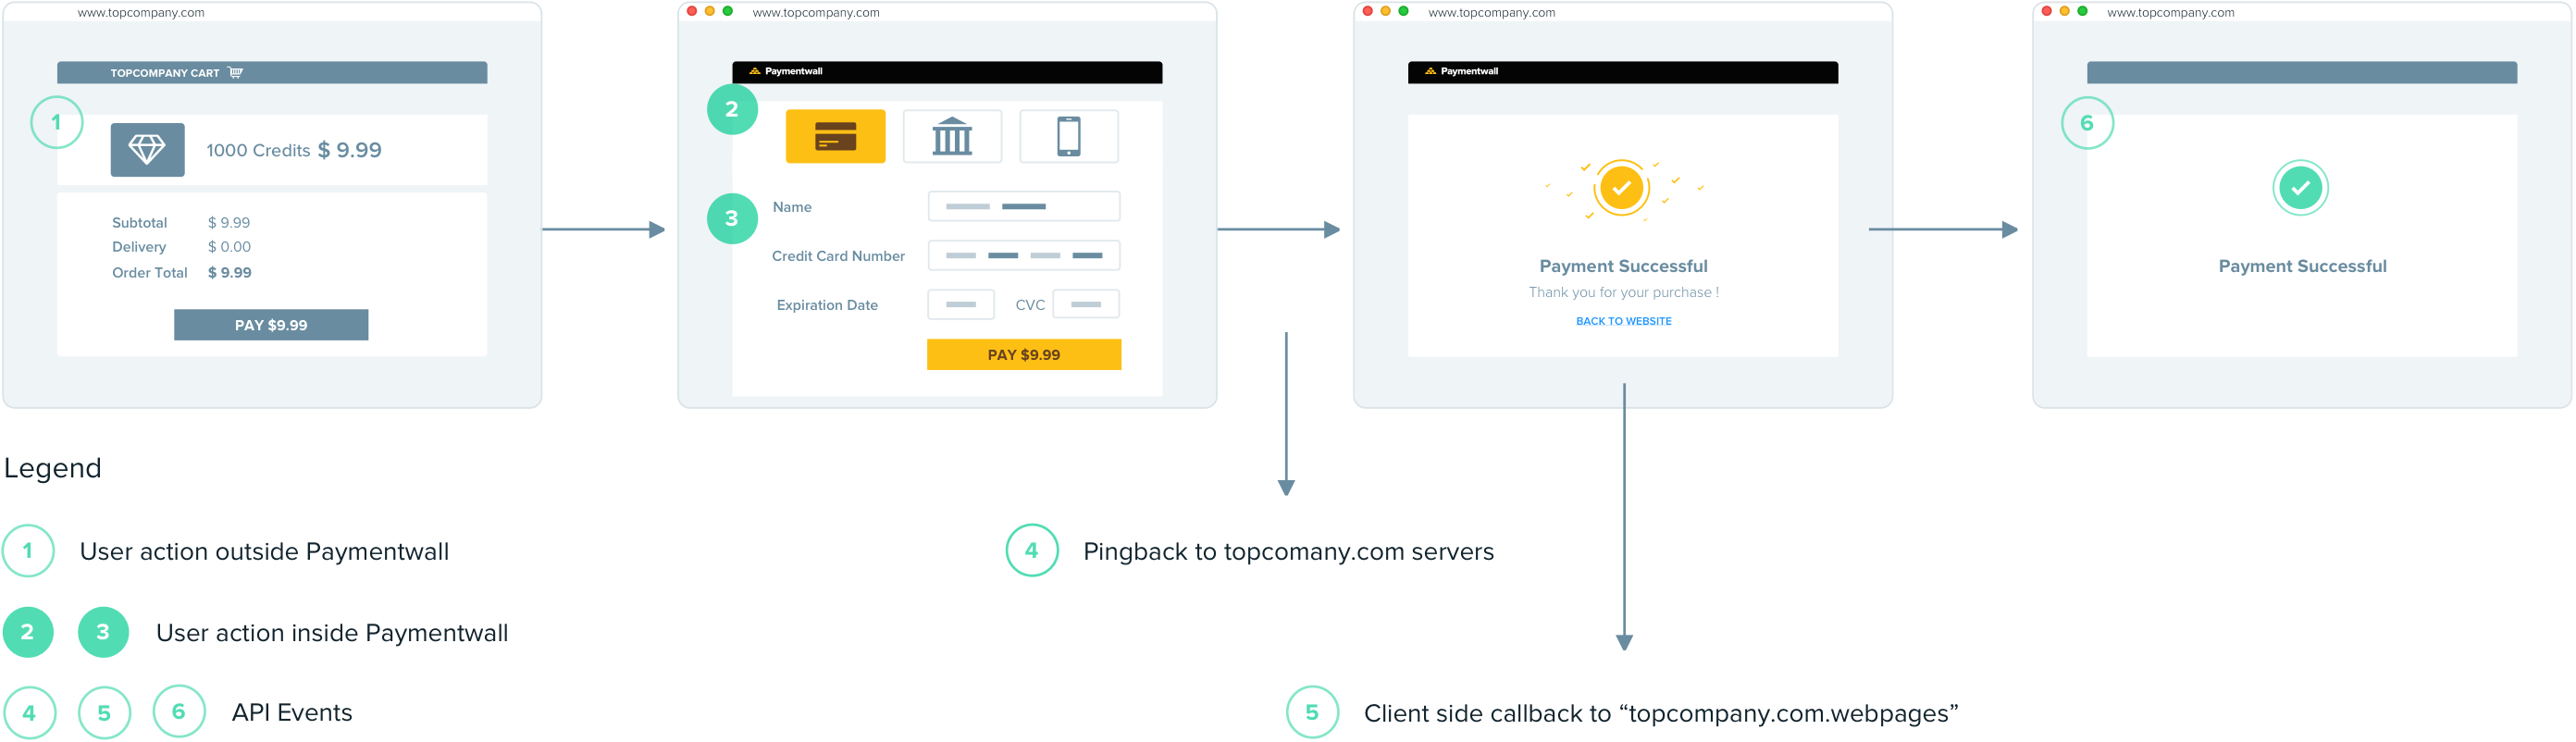 www.topcompany.com
TOPCOMPANY CART
1
1000 Credits $ 9.99
Subtotal $ 9.99
Delivery $ 0.00
Order Total $ 9.99
PAY $9.99
www.topcompany.com
Paymentwall
2
3
Name
Credit Card Number
Expiration Date CVC
PAY $9.99
www.topcompany.com
Paymentwall
Payment Successful
Thank you for your purchase !
BACK TO WEBSITE
www.topcompany.com
6
Payment Successful
Legend
1 User action outside Paymentwall
2 3 User action inside Paymentwall
4 5 6 API Events
4 Pingback to topcomany.com servers
5 Client side callback to “topcompany.com.webpages”